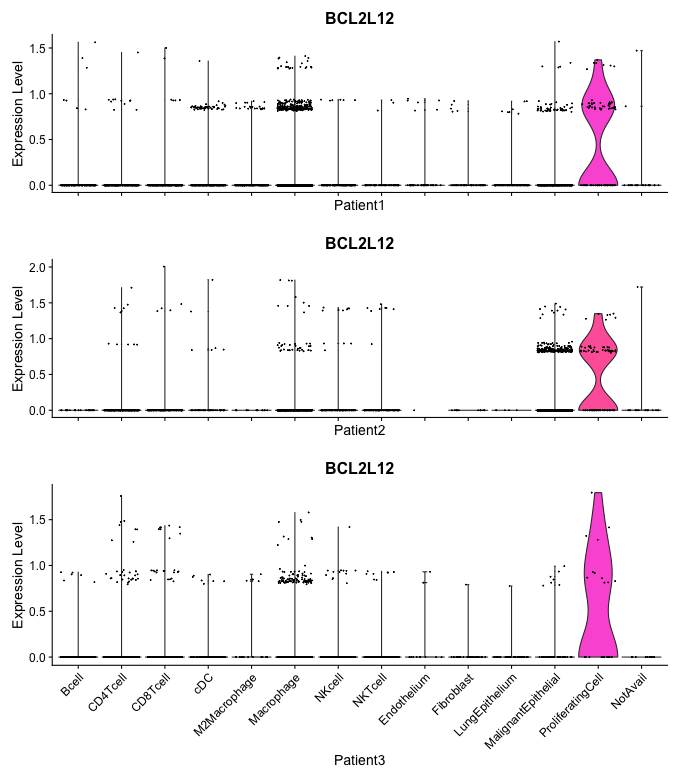 BCL2L12
1.5
1.0
0.5
0.0
Expression Level
Patient1
BCL2L12
2.0
1.5
1.0
0.5
0.0
Expression Level
Patient2
BCL2L12
1.5
1.0
0.5
0.0
Expression Level
Bcell
CD4Tcell
CD8Tcell
cDC
M2Macrophage
Macrophage
NKcell
NKTcell
Endothelium
Fibroblast
LungEpithelium
MalignantEpithelial
ProliferatingCell
NotAvail
Patient3